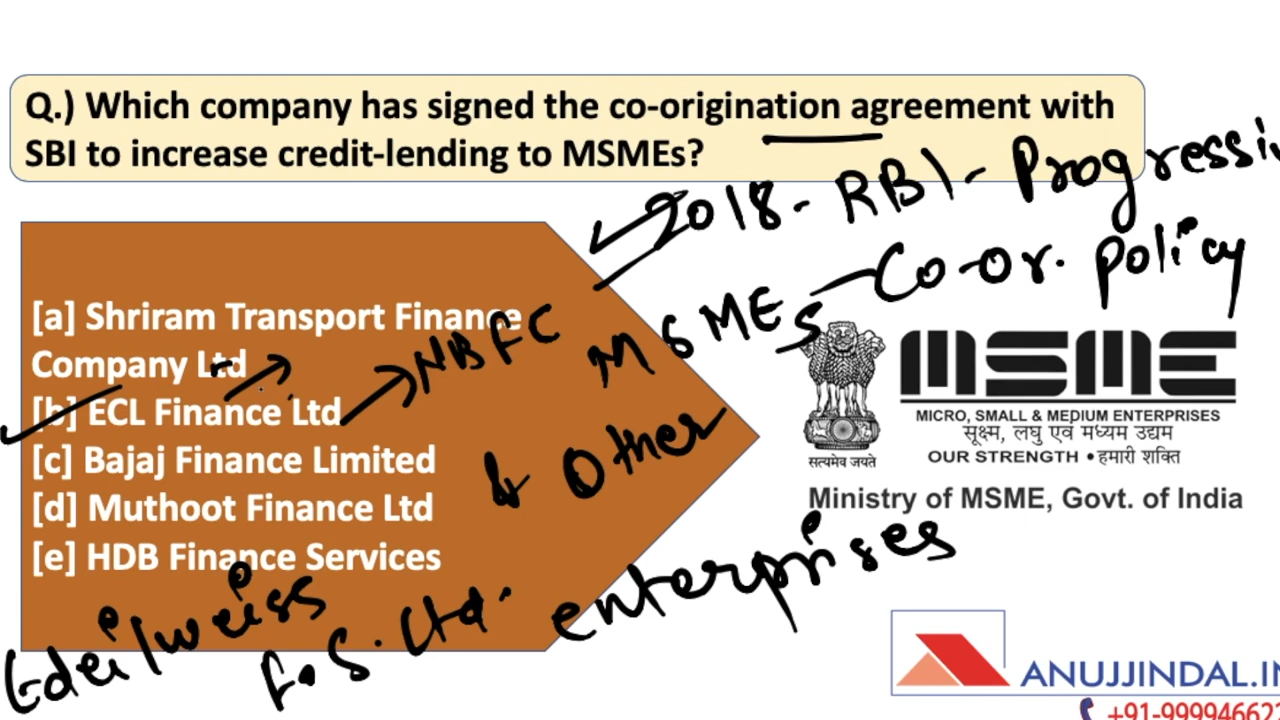 Q.) Which company has signed the co-origination agreement with
SBI to increase credit-lending to MSMEs?
2018 - RBI - Progressi
MSMEs - Co-or. policy
[a] Shriram Transport Finance
Company Ltd
[b] ECL Finance Ltd
NBFC
[c] Bajaj Finance Limited
[d] Muthoot Finance Ltd
[e] HDB Finance Services
& Other
enterprises
Edeilweiss
F.S. Ltd.
सत्यमेव जयते
MSME
MICRO, SMALL & MEDIUM ENTERPRISES
सूक्ष्म, लघु एवं मध्यम उद्यम
OUR STRENGTH • हमारी शक्ति
Ministry of MSME, Govt. of India
ANUJJINDAL.IN
+91-99994662